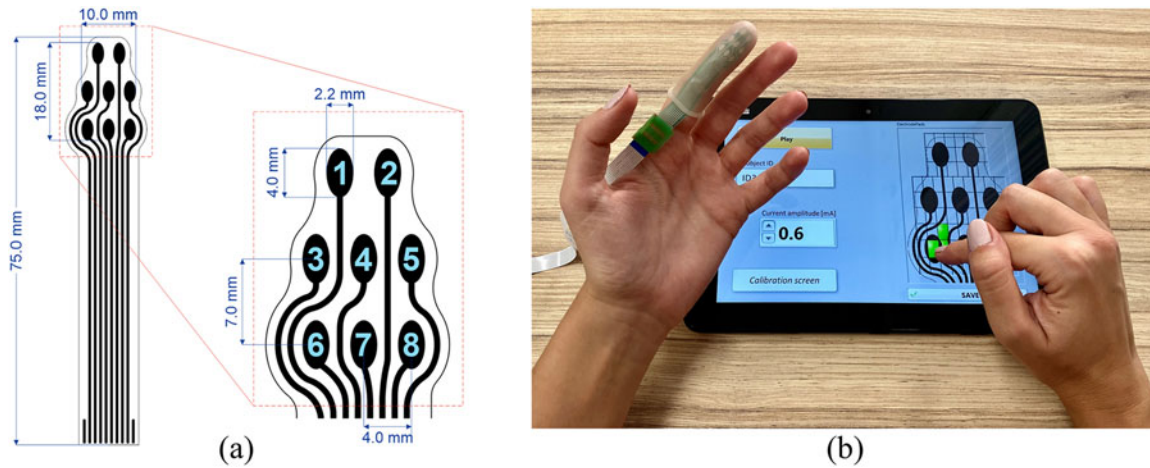 10.0 mm
18.0 mm
75.0 mm
2.2 mm
4.0 mm
7.0 mm
4.0 mm
1 2
3 4 5
6 7 8
(a)
Play
ID
Current amplitude [mA]
0.6
Calibration screen
SAVE
(b)